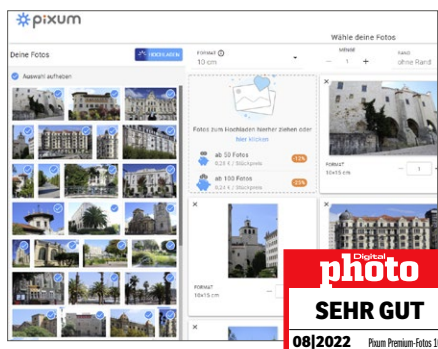 pixum
Wähle deine Fotos
Deine Fotos
HOCHLADEN
FORMAT
10 cm
MENGE
- 1 +
RAND
ohne Rand
Auswahl aufheben
Fotos zum Hochladen hierher ziehen oder
hier klicken
ab 50 Fotos
/ Stückpreis
ab 100 Fotos
/ Stückpreis
FORMAT
10x15 cm
- 1
FORMAT
10x15 cm
Digital
photo
SEHR GUT
08|2022 Pixum Premium-Fotos